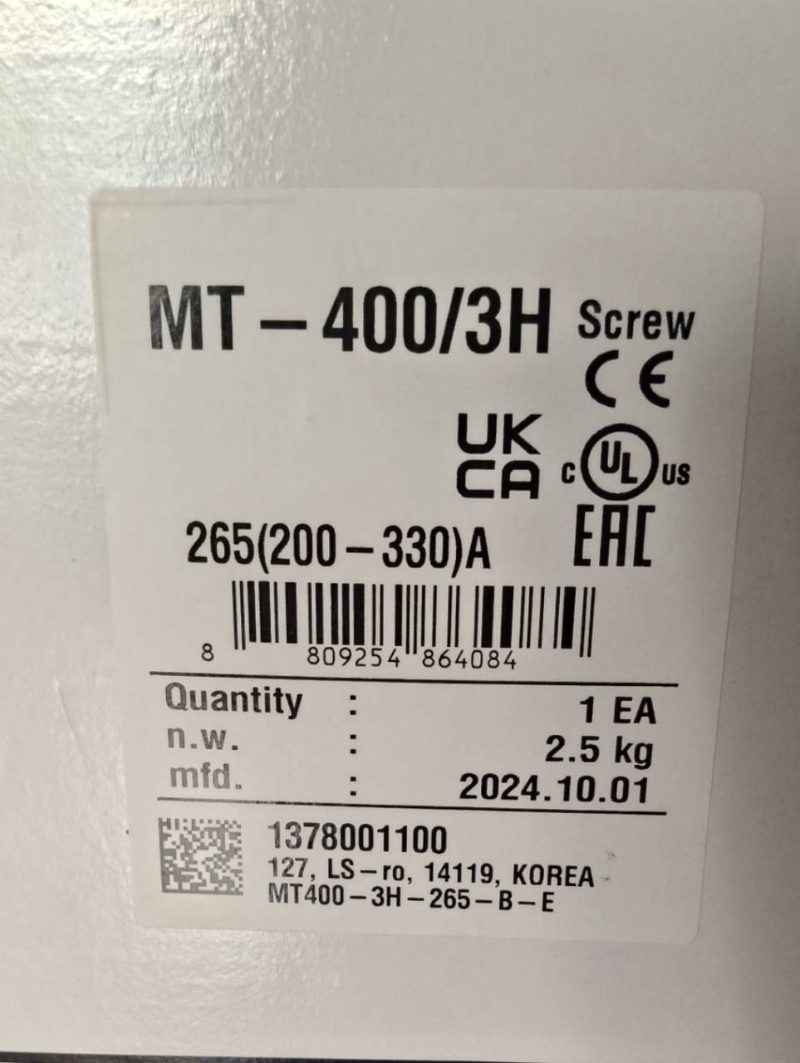 MT-400/3H Screw
CE
UK
CA
c UL US
265(200-330)A
EAC
8 809254 864084
Quantity : 1 EA
n.w. : 2.5 kg
mfd. : 2024.10.01
1378001100
127, LS-ro, 14119, KOREA
MT400-3H-265-B-E